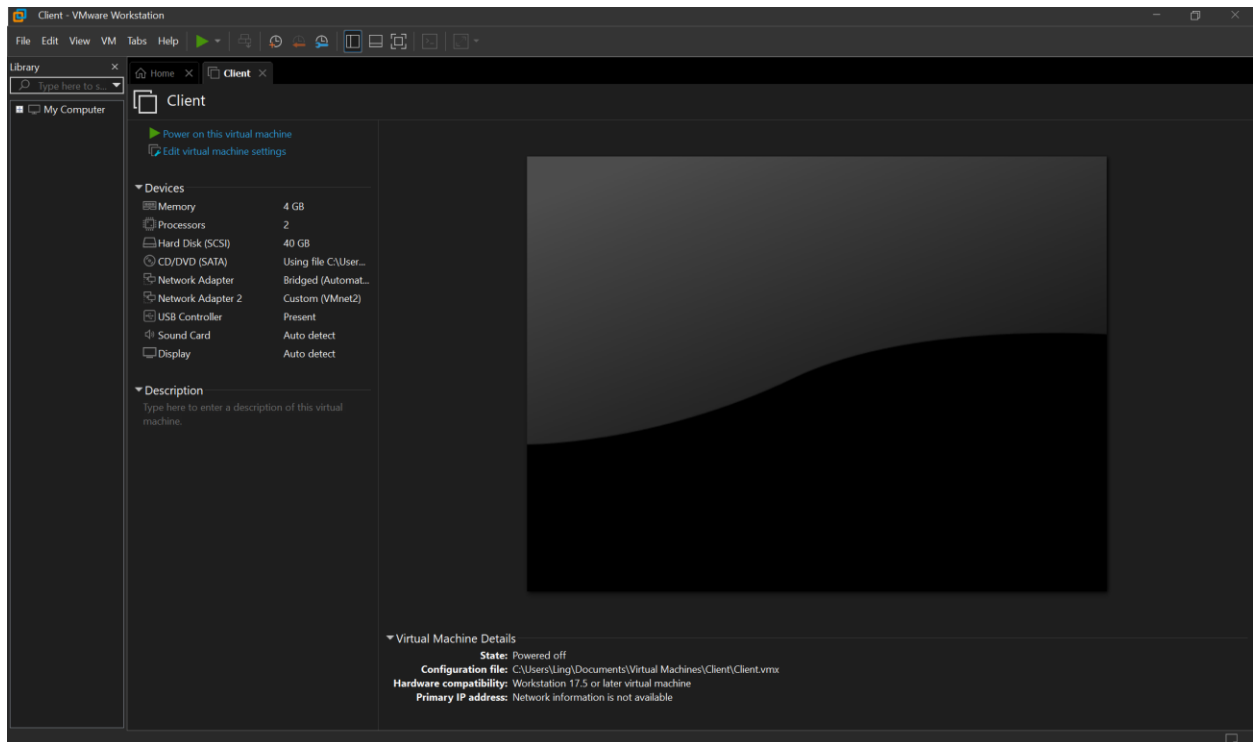 Client - VMware Workstation
File Edit View VM Tabs Help
Library
Type here to s...
My Computer
Home
Client
Client
Power on this virtual machine
Edit virtual machine settings
Devices
Memory 4 GB
Processors 2
Hard Disk (SCSI) 40 GB
CD/DVD (SATA) Using file C:\User...
Network Adapter Bridged (Automat...
Network Adapter 2 Custom (VMnet2)
USB Controller Present
Sound Card Auto detect
Display Auto detect
Description
Type here to enter a description of this virtual
machine.
Virtual Machine Details
State: Powered off
Configuration file: C:\Users\Ling\Documents\Virtual Machines\Client\Client.vmx
Hardware compatibility: Workstation 17.5 or later virtual machine
Primary IP address: Network information is not available